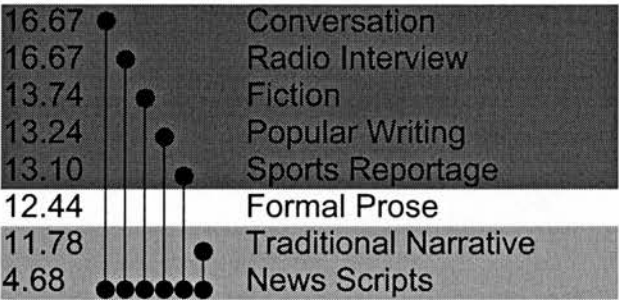 16.67 Conversation
16.67 Radio Interview
13.74 Fiction
13.24 Popular Writing
13.10 Sports Reportage
12.44 Formal Prose
11.78 Traditional Narrative
4.68 News Scripts